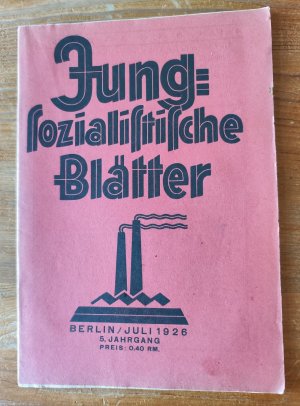 Jung=
sozialistische
Blätter
BERLIN/JULI 1926
5. JAHRGANG
PREIS: 0,40 RM.